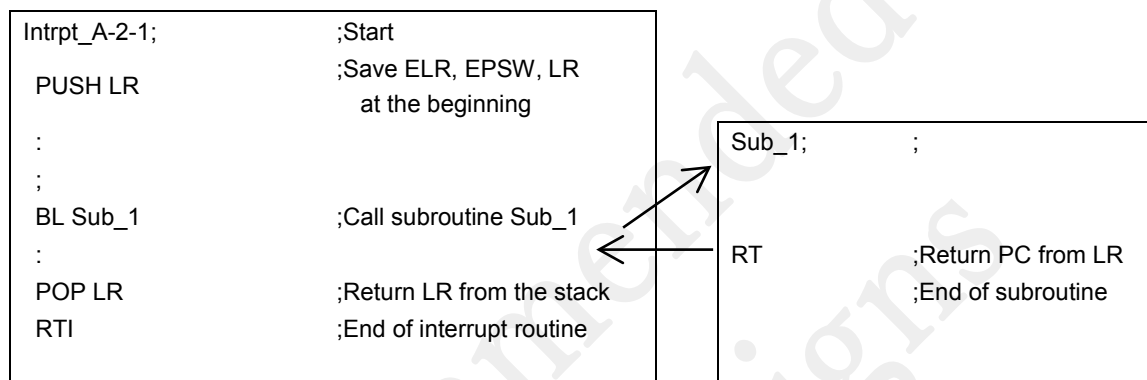 Intrpt_A-2-1; ;Start
PUSH LR ;Save ELR, EPSW, LR
at the beginning
:
;
BL Sub_1 ;Call subroutine Sub_1
:
POP LR ;Return LR from the stack
RTI ;End of interrupt routine
Sub_1; ;
RT ;Return PC from LR
;End of subroutine
mended
igns